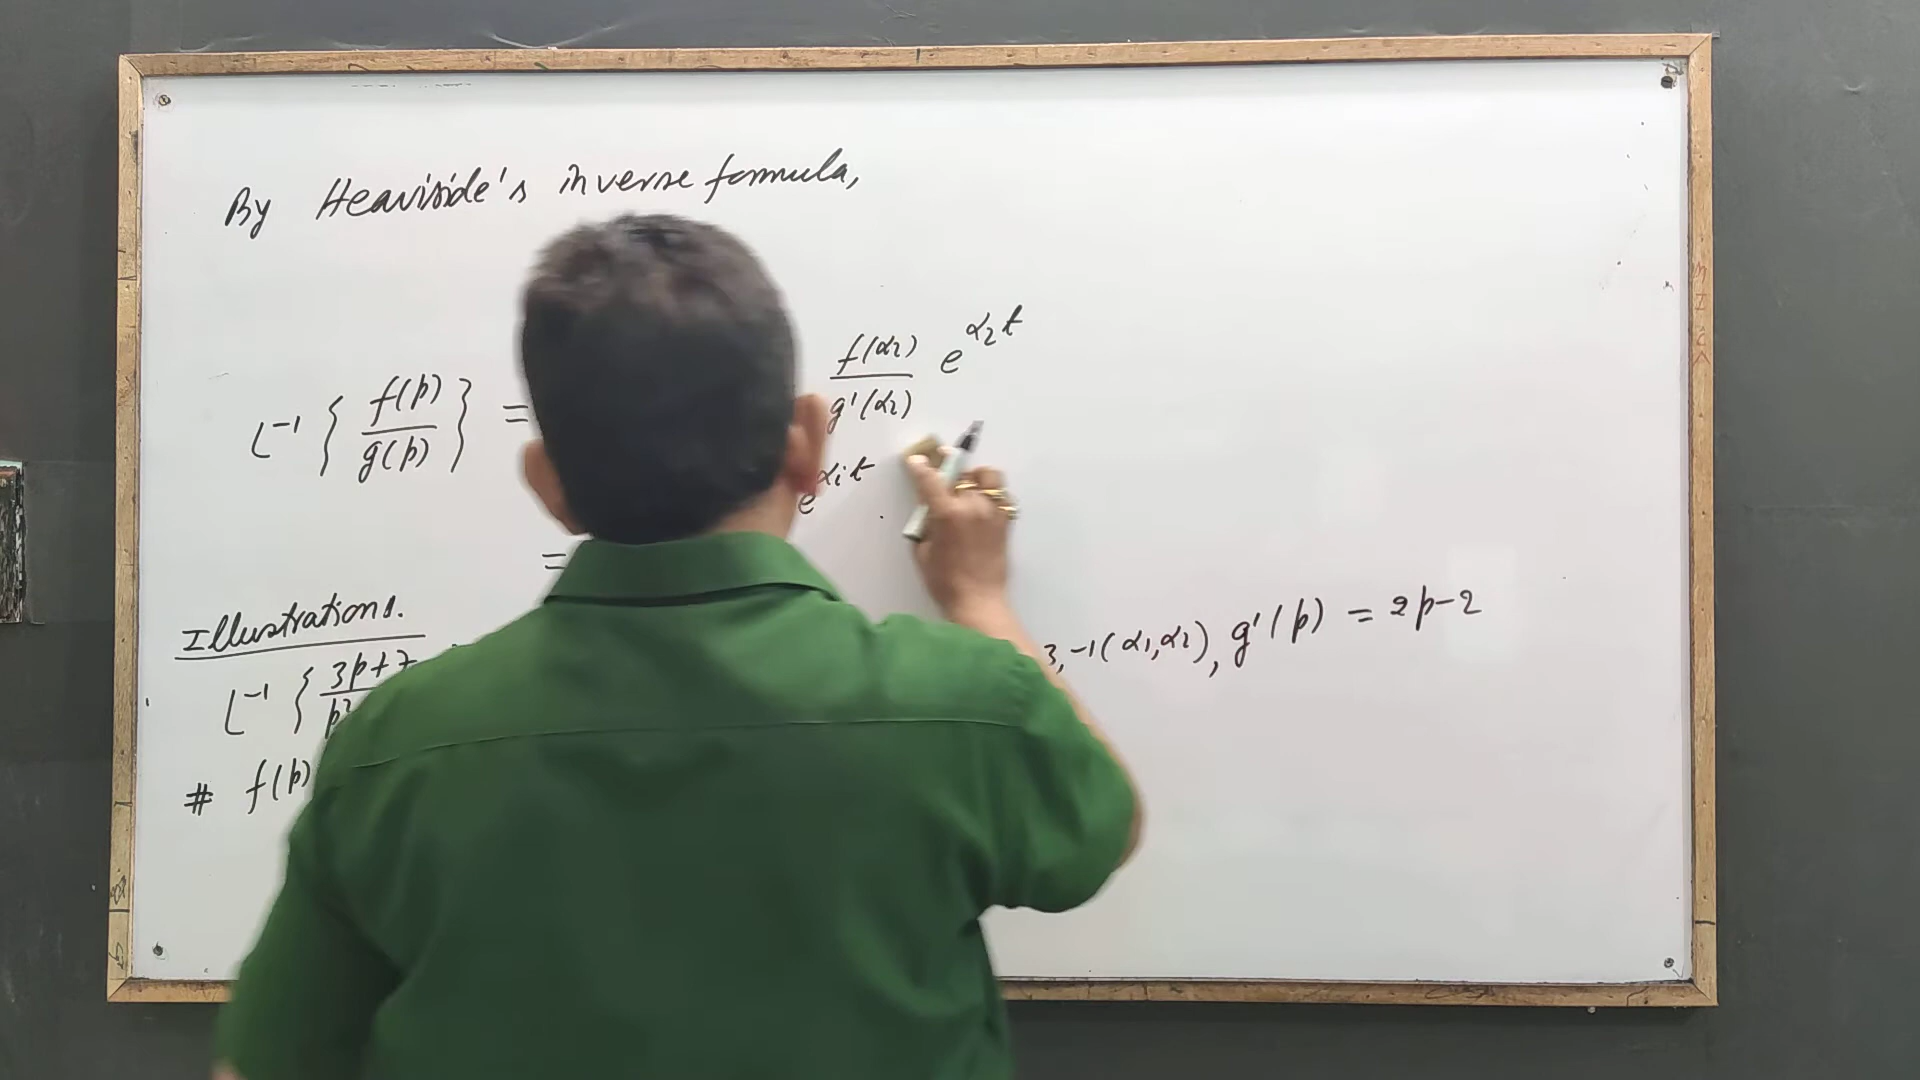 By Heaviside's inverse formula,
L⁻¹ { f(p) / g(p) } = f(α₂) / g'(α₂) e^α₂t
e^αᵢt
=
Illustrations.
L⁻¹ { 3p+7 / p² 3, -1 (α₁, α₂), g'(p) = 2p-2
# f(p)